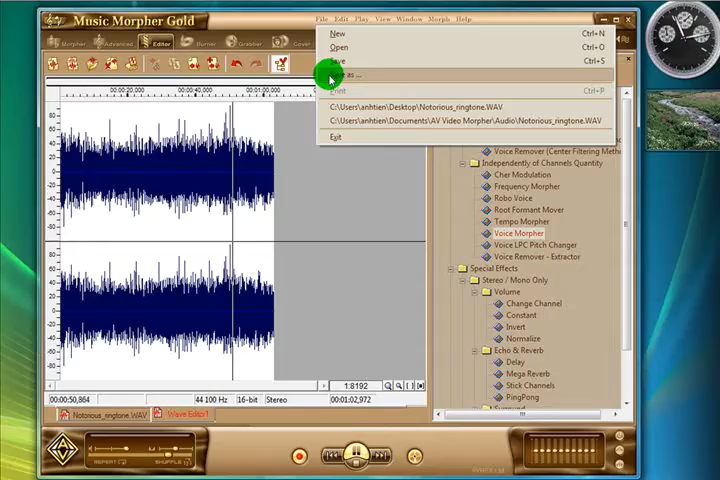 Music Morpher Gold
File Edit Play View Window Morph Help
Morpher Advanced Editor Burner Grabber Cover
New Ctrl+N
Open Ctrl+O
Save Ctrl+S
as ...
Print Ctrl+P
C:\Users\anhtien\Desktop\Notorious_ringtone.WAV
C:\Users\anhtien\Documents\AV Video Morpher\Audio\Notorious_ringtone.WAV
Exit
00:00:20,000 00:00:40,000 00:01:00,000
Voice Remover (Center Filtering Meth
Independently of Channels Quantity
Cher Modulation
Frequency Morpher
Robo Voice
Root Formant Mover
Tempo Morpher
Voice Morpher
Voice LPC Pitch Changer
Voice Remover - Extractor
Special Effects
Stereo / Mono Only
Volume
Change Channel
Constant
Invert
Normalize
Echo & Reverb
Delay
Mega Reverb
Stick Channels
PingPong
Surround
1:8192
00:00:50,864 44 100 Hz 16-bit Stereo 00:01:02,972
Notorious_ringtone.WAV Wave Editor1
REPEAT SHUFFLE